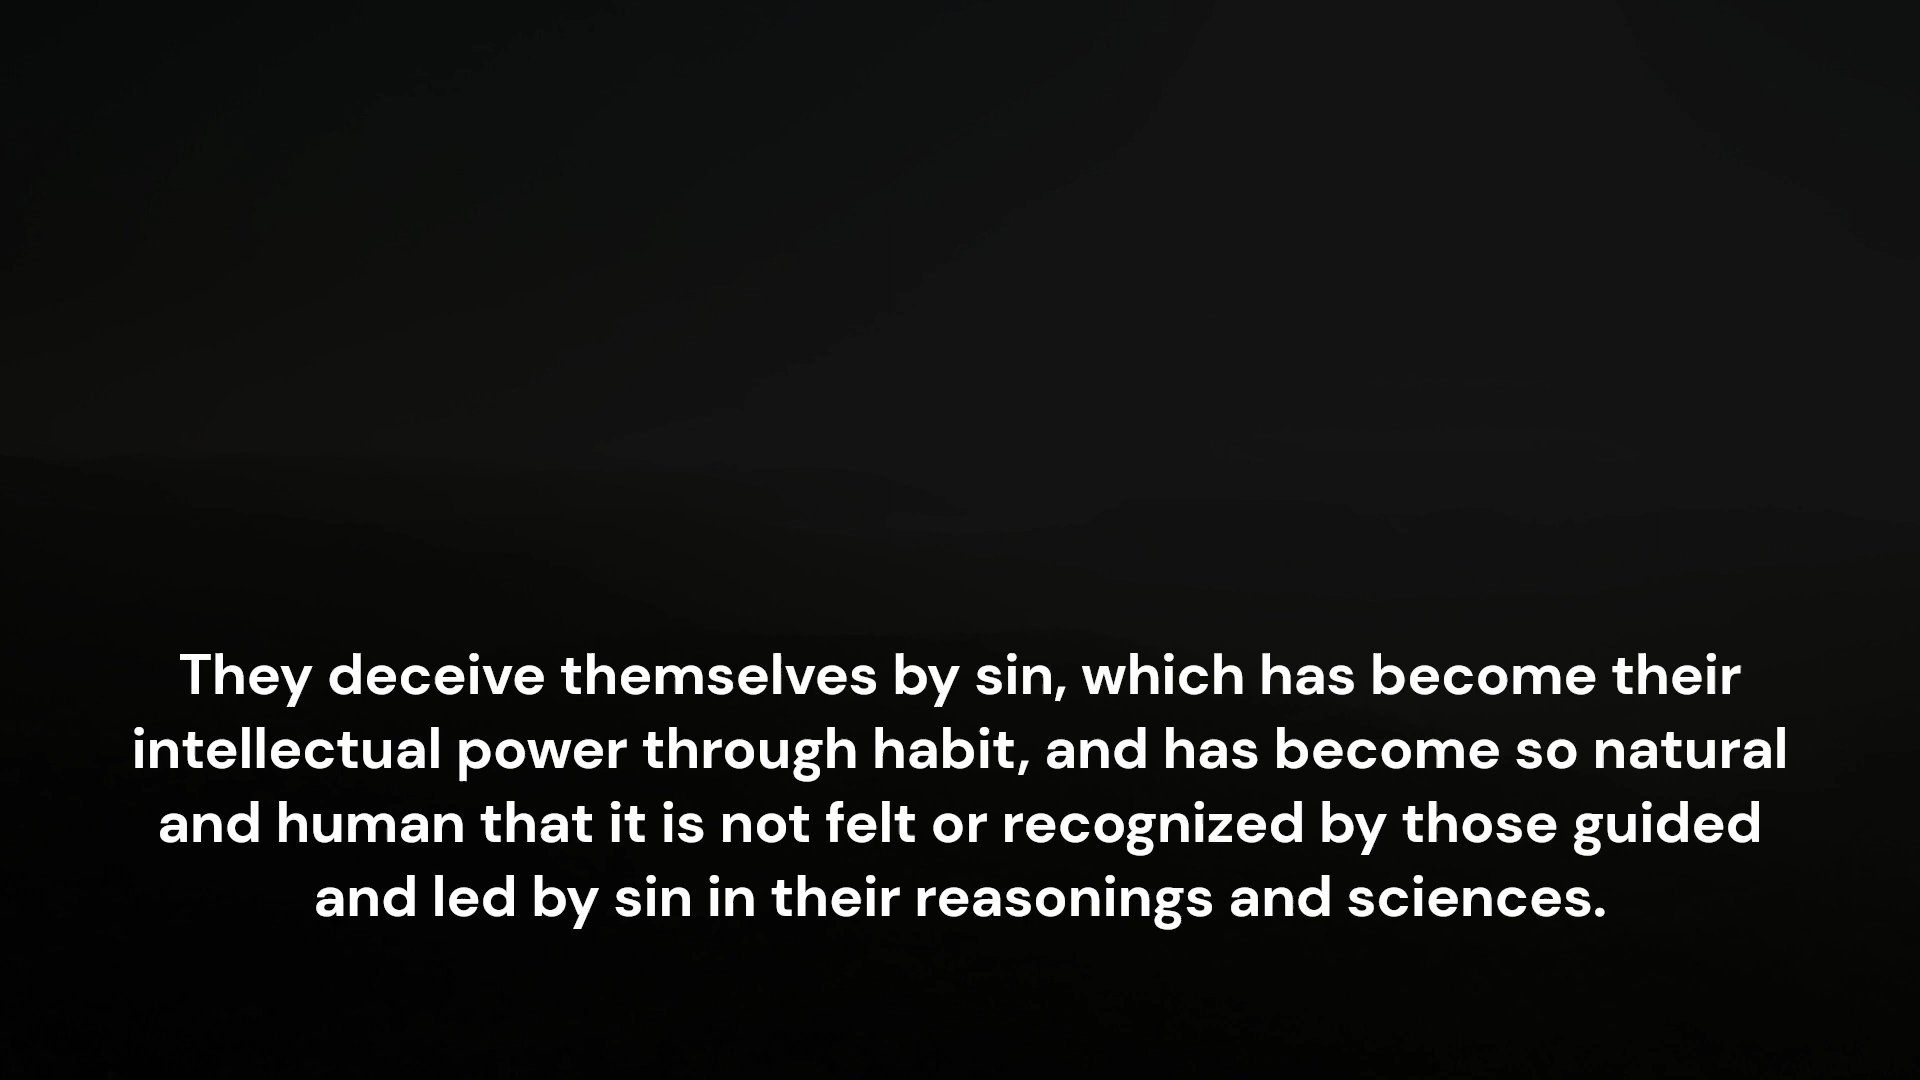 They deceive themselves by sin, which has become their
intellectual power through habit, and has become so natural
and human that it is not felt or recognized by those guided
and led by sin in their reasonings and sciences.